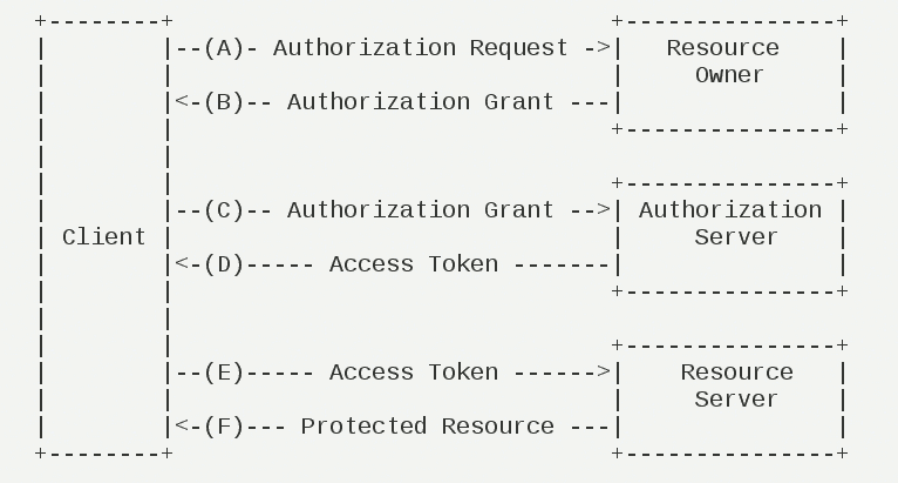 +--------+                               +---------------+
|        |--(A)- Authorization Request ->|   Resource    |
|        |                               |     Owner     |
|        |<-(B)-- Authorization Grant ---|               |
|        |                               +---------------+
|        |
|        |                               +---------------+
|        |--(C)-- Authorization Grant -->| Authorization |
| Client |                               |     Server    |
|        |<-(D)----- Access Token -------|               |
|        |                               +---------------+
|        |
|        |                               +---------------+
|        |--(E)----- Access Token ------>|    Resource   |
|        |                               |     Server    |
|        |<-(F)--- Protected Resource ---|               |
+--------+                               +---------------+